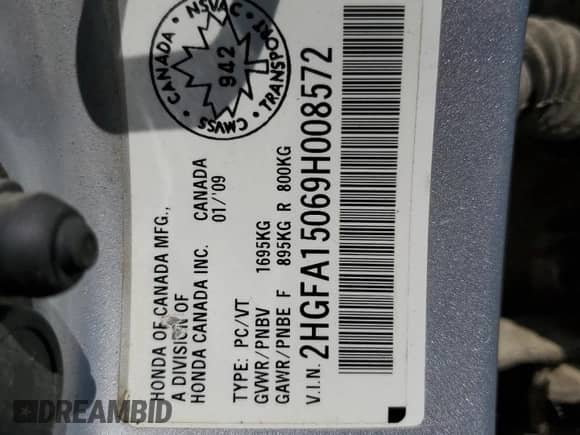 CANADA
NSVAC
942
TRANSPORT
CMVSS
HONDA OF CANADA MFG.,
A DIVISION OF
HONDA CANADA INC. CANADA
01/'09
TYPE: PC/VT
GVWR/PNBV 1695KG
GAWR/PNBE F 895KG R 800KG
V.I.N. 2HGFA15069H008572
DREAMBID